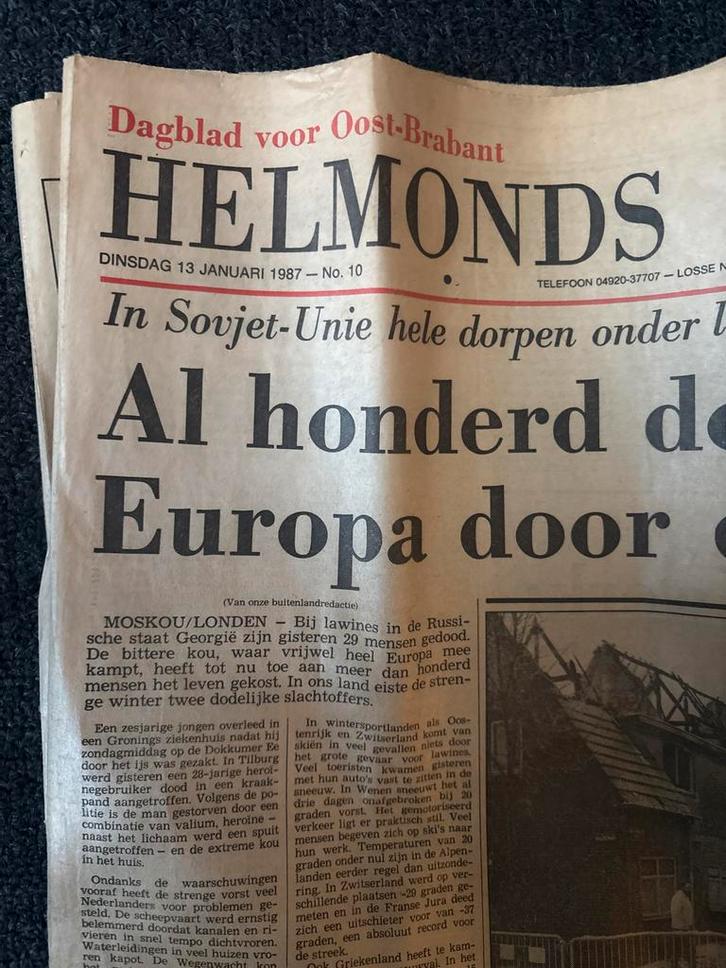 Dagblad voor Oost-Brabant
HELMONDS
DINSDAG 13 JANUARI 1987 — No. 10
TELEFOON 04920-37707 — LOSSE
In Sovjet-Unie hele dorpen onder
Al honderd
Europa door
(Van onze buitenlandredactie)
MOSKOU/LONDEN – Bij lawines in de Russi-
sche staat Georgië zijn gisteren 29 mensen gedood.
De bittere kou, waar vrijwel heel Europa mee
kampt, heeft tot nu toe aan meer dan honderd
mensen het leven gekost. In ons land eiste de stren-
ge winter twee dodelijke slachtoffers.
Een zesjarige jongen overleed in
een Gronings ziekenhuis nadat hij
zondagmiddag op de Dokkumer Ee
door het ijs was gezakt. In Tilburg
werd gisteren een 28-jarige heroï-
negebruiker dood in een kraak-
pand aangetroffen. Volgens de po-
litie is de man gestorven door een
combinatie van valium, heroïne –
naast het lichaam werd een spuit
aangetroffen – en de extreme kou
in het huis.
Ondanks de waarschuwingen
vooraf heeft de strenge vorst veel
Nederlanders voor problemen ge-
steld. De scheepvaart werd ernstig
belemmerd doordat kanalen en ri-
vieren in snel tempo dichtvroren.
Waterleidingen in veel huizen vro-
ren kapot. De Wegenwacht kon
In wintersportlanden als Oos-
tenrijk en Zwitserland komt van
skiën in veel gevallen niets door
het grote gevaar voor lawines.
Veel toeristen kwamen gisteren
met hun auto's vast te zitten in de
sneeuw. In Wenen sneeuwt het al
drie dagen onafgebroken bij 20
graden vorst. Het gemotoriseerd
verkeer ligt er praktisch stil. Veel
mensen begeven zich op ski's naar
hun werk. Temperaturen van 20
graden onder nul zijn in de Alpen-
landen eerder regel dan uitzonde-
ring. In Zwitserland werd op ver-
schillende plaatsen -29 graden ge-
meten en in de Franse Jura deed
zich een uitschieter voor van -37
graden, een absoluut record voor
de streek.
Ook Griekenland heeft te kam-
In het